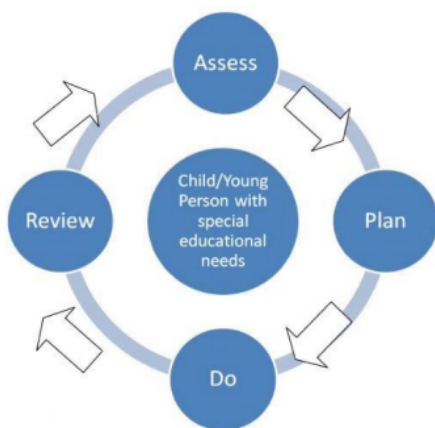 Assess
Child/Young
Person with
special
educational
needs
Review
Plan
Do